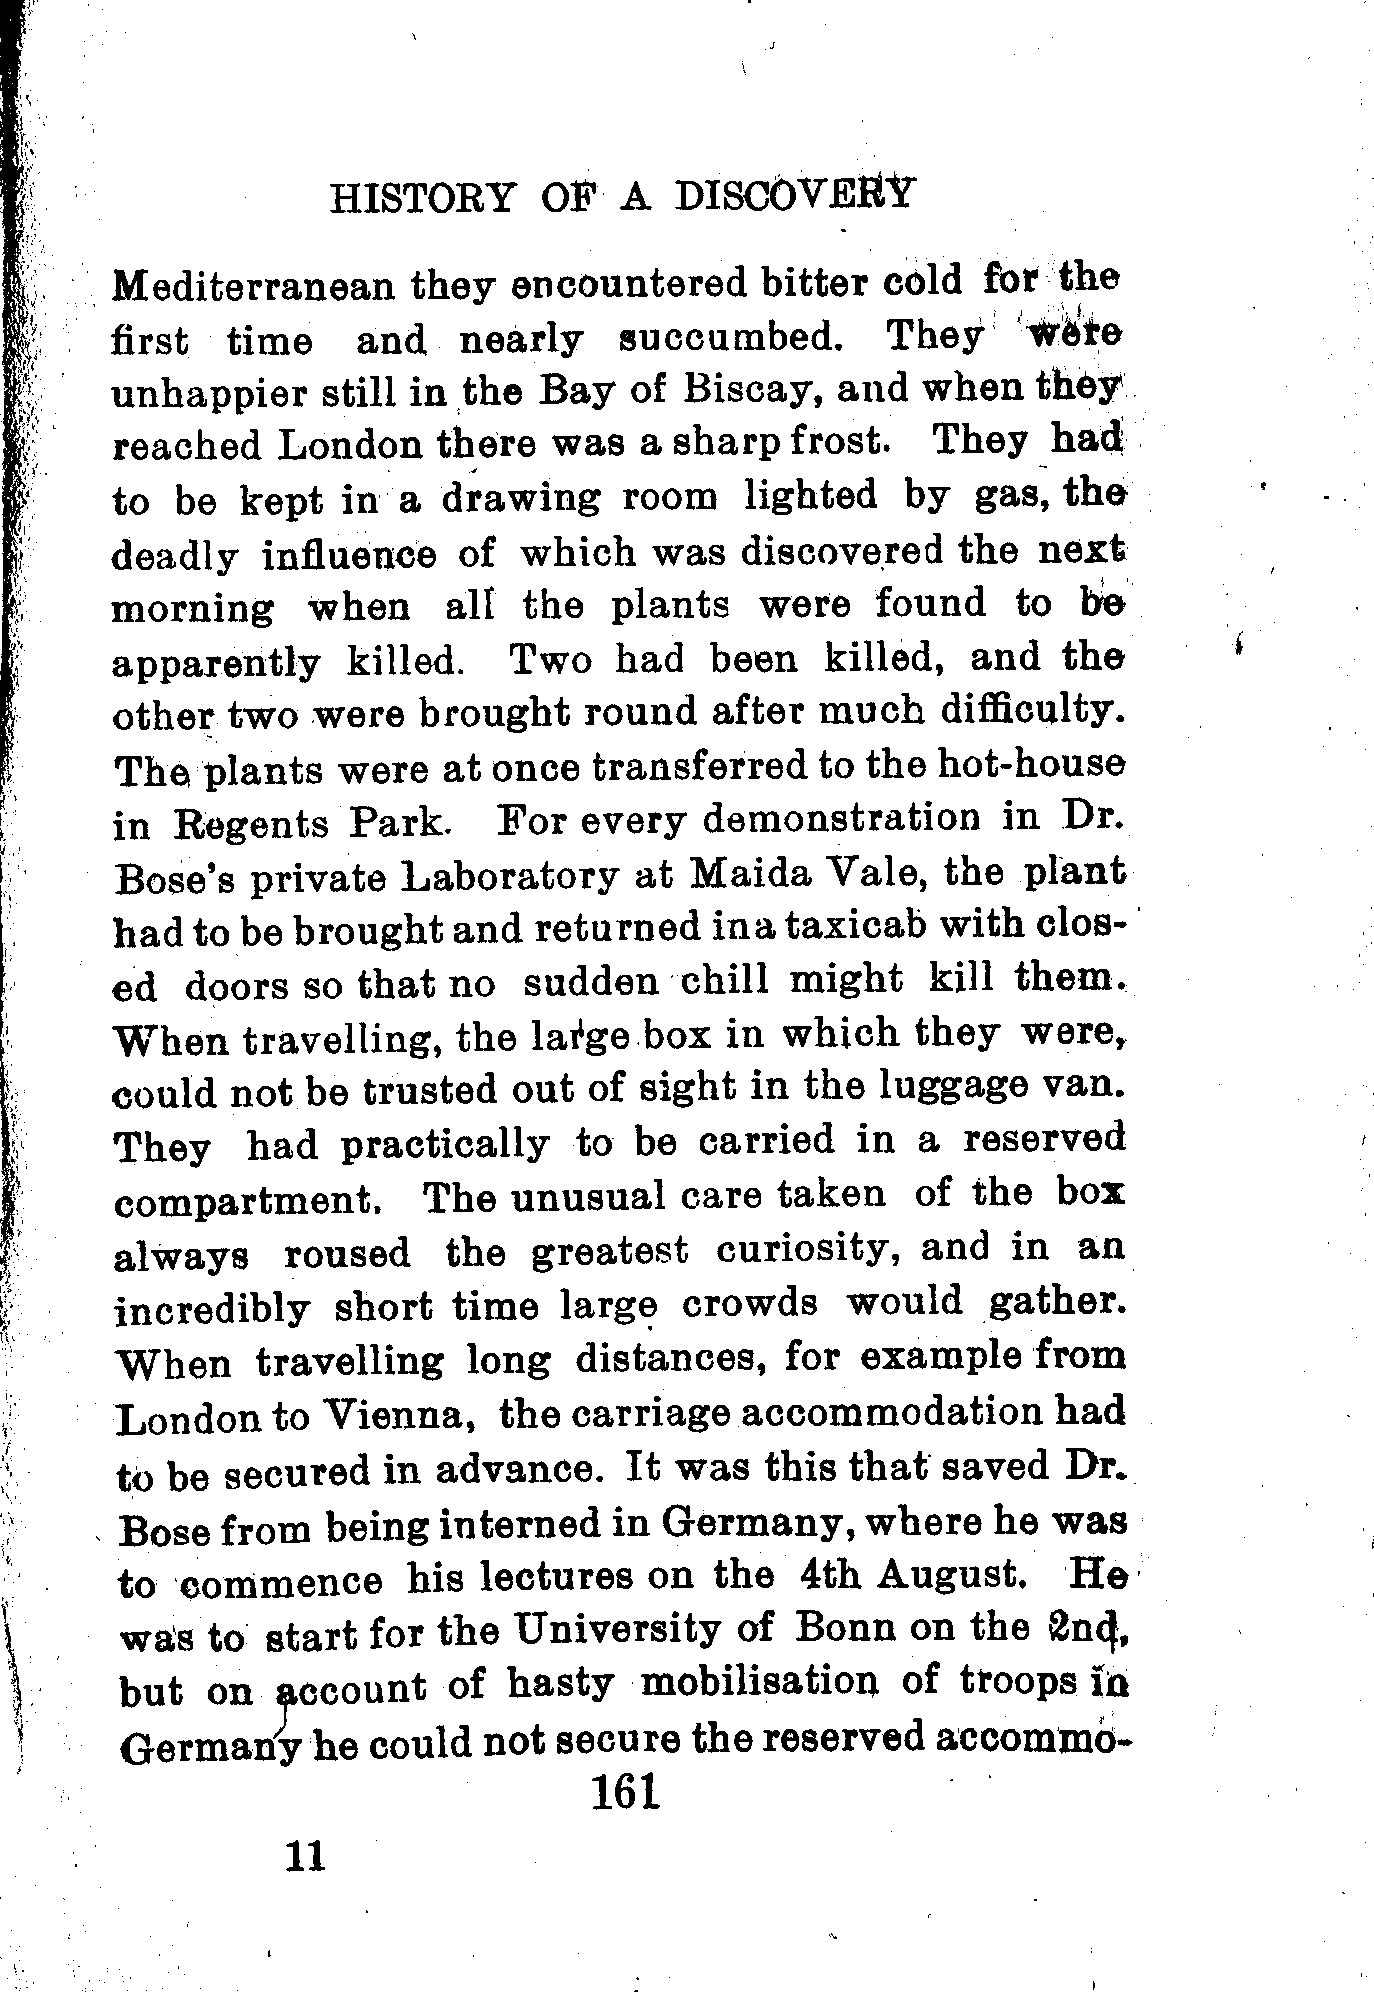 HISTORY OF A DISCOVERY
Mediterranean they encountered bitter cold for the
first time and nearly succumbed. They were
unhappier still in the Bay of Biscay, and when they
reached London there was a sharp frost. They had
to be kept in a drawing room lighted by gas, the
deadly influence of which was discovered the next
morning when all the plants were found to be
apparently killed. Two had been killed, and the
other two were brought round after much difficulty.
The plants were at once transferred to the hot-house
in Regents Park. For every demonstration in Dr.
Bose's private Laboratory at Maida Vale, the plant
had to be brought and returned in a taxicab with clos-
ed doors so that no sudden chill might kill them.
When travelling, the large box in which they were,
could not be trusted out of sight in the luggage van.
They had practically to be carried in a reserved
compartment. The unusual care taken of the box
always roused the greatest curiosity, and in an
incredibly short time large crowds would gather.
When travelling long distances, for example from
London to Vienna, the carriage accommodation had
to be secured in advance. It was this that saved Dr.
Bose from being interned in Germany, where he was
to commence his lectures on the 4th August. He
was to start for the University of Bonn on the 2nd,
but on account of hasty mobilisation of troops in
Germany he could not secure the reserved accommo-
161
11